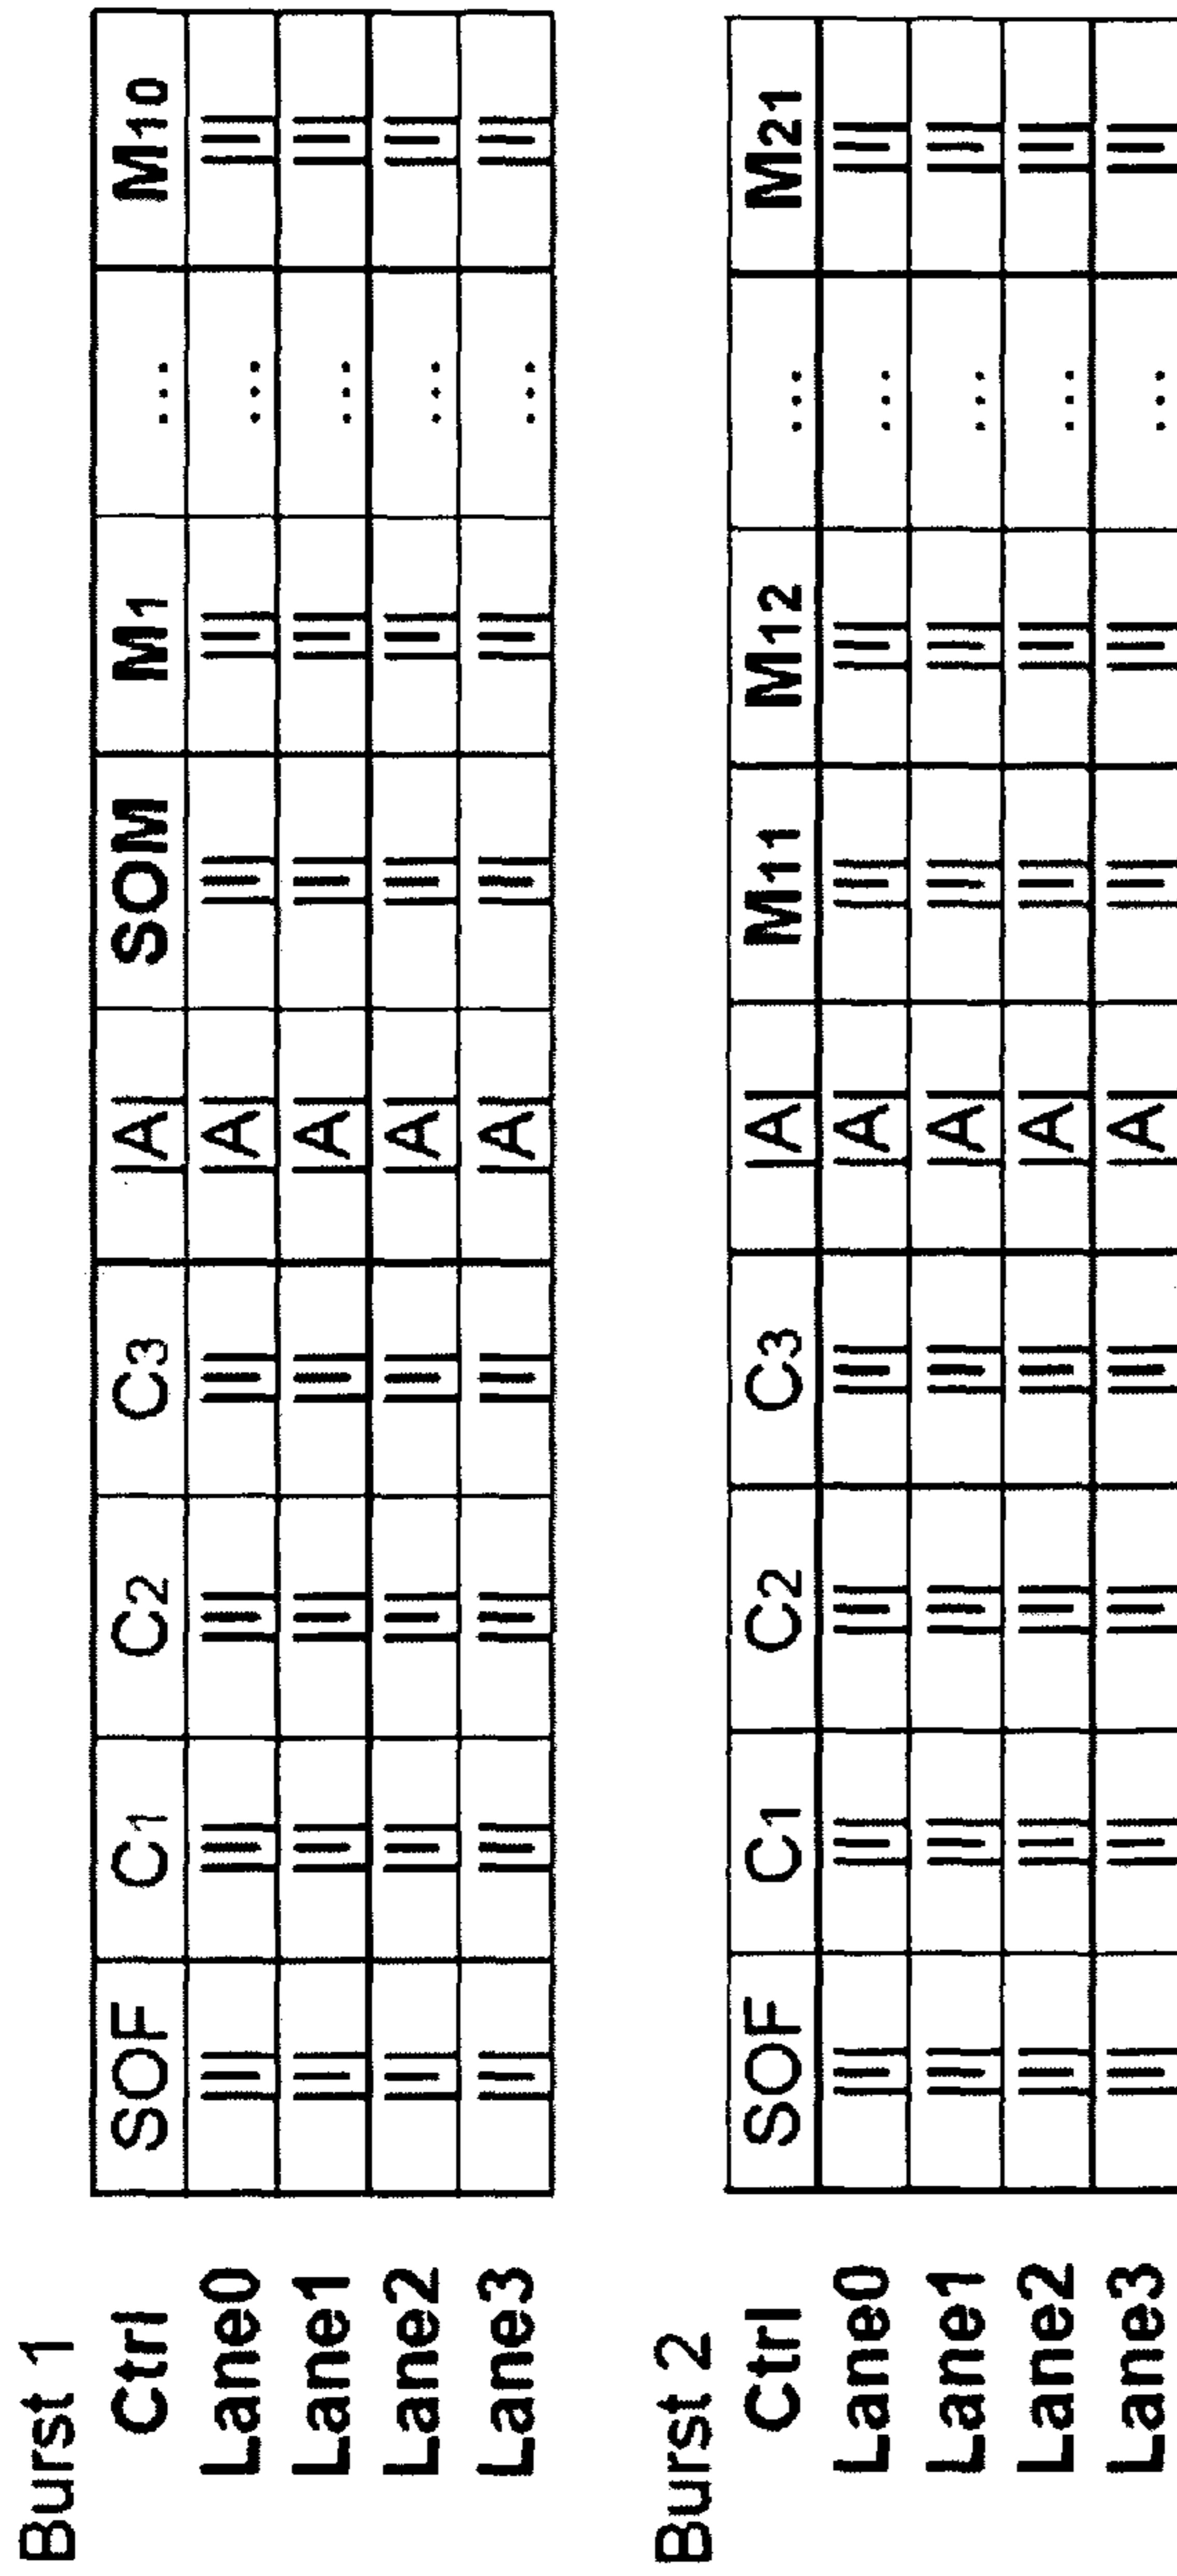 Burst 1
Ctrl SOF C1 C2 C3 |A| SOM M1 ... M10
Lane0 | | | | | | | | |A| | | | | ... | |
Lane1 | | | | | | | | |A| | | | | ... | |
Lane2 | | | | | | | | |A| | | | | ... | |
Lane3 | | | | | | | | |A| | | | | ... | |
Burst 2
Ctrl SOF C1 C2 C3 |A| M11 M12 ... M21
Lane0 | | | | | | | | |A| | | | | ... | |
Lane1 | | | | | | | | |A| | | | | ... | |
Lane2 | | | | | | | | |A| | | | | ... | |
Lane3 | | | | | | | | |A| | | | | ... | |